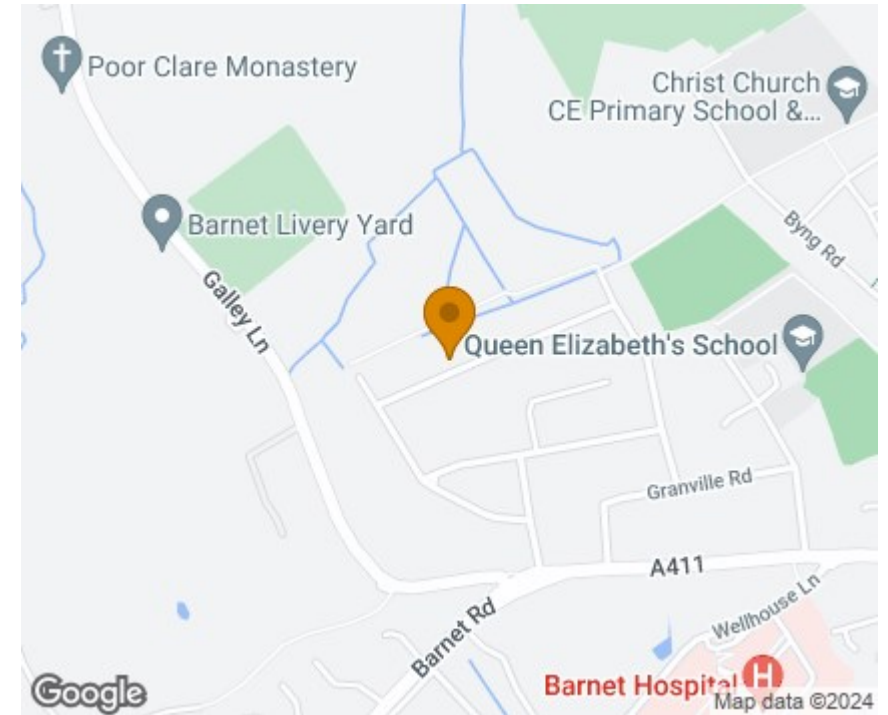 Poor Clare Monastery
Christ Church
CE Primary School &...
Barnet Livery Yard
Byng Rd
Galley Ln
Queen Elizabeth's School
Granville Rd
A411
Wellhouse Ln
Barnet Rd
Barnet Hospital
H
Google
Map data ©2024